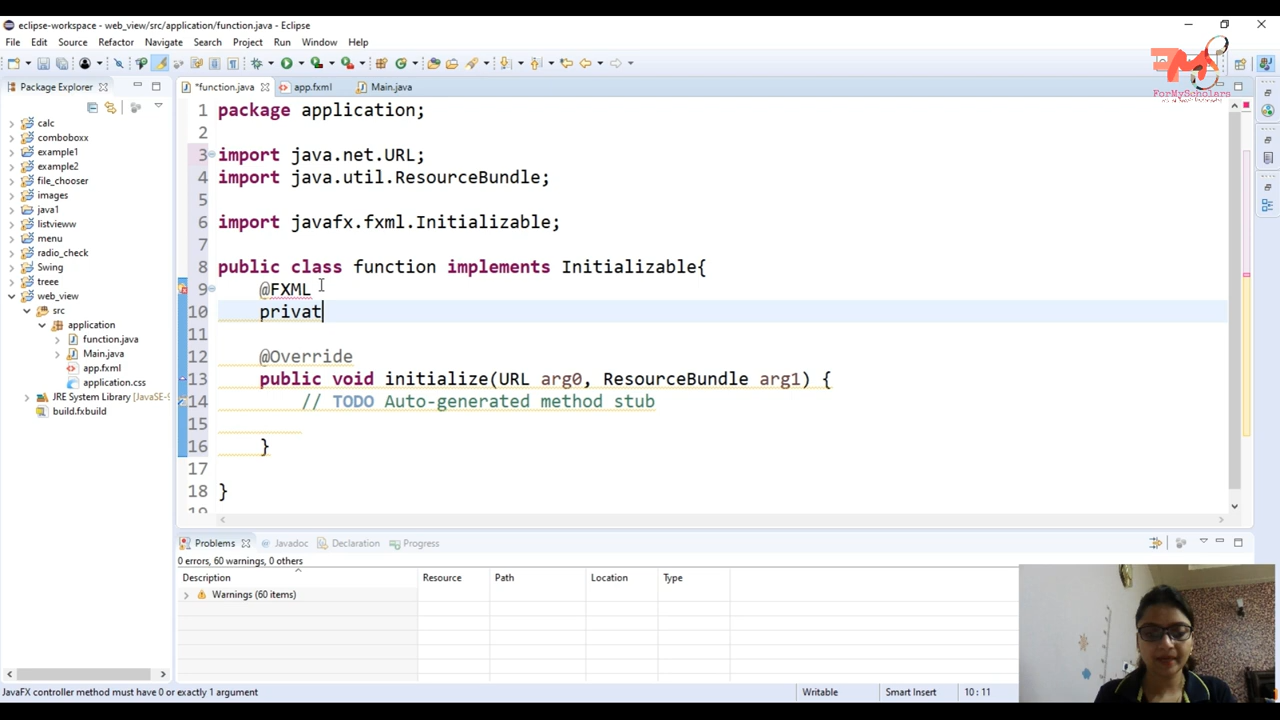 eclipse-workspace - web_view/src/application/function.java - Eclipse
File Edit Source Refactor Navigate Search Project Run Window Help
ForMyScholars
Package Explorer
*function.java app.fxml Main.java
calc
comboboxx
example1
example2
file_chooser
images
java1
listvieww
menu
radio_check
Swing
treee
web_view
src
application
function.java
Main.java
app.fxml
application.css
JRE System Library [JavaSE-9
build.fxbuild
1 package application;
2
3 import java.net.URL;
4 import java.util.ResourceBundle;
5
6 import javafx.fxml.Initializable;
7
8 public class function implements Initializable{
9 @FXML
10 privat
11
12 @Override
13 public void initialize(URL arg0, ResourceBundle arg1) {
14 // TODO Auto-generated method stub
15
16 }
17
18 }
19
Problems Javadoc Declaration Progress
0 errors, 60 warnings, 0 others
Description Resource Path Location Type
Warnings (60 items)
JavaFX controller method must have 0 or exactly 1 argument
Writable Smart Insert 10 : 11